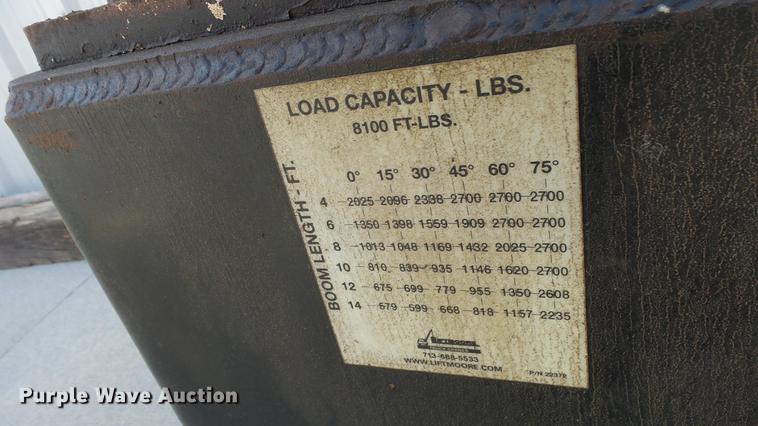 LOAD CAPACITY - LBS.
8100 FT-LBS.
BOOM LENGTH - FT.
0° 15° 30° 45° 60° 75°
4 2025 2096 2338 2700 2700 2700
6 1350 1398 1559 1909 2700 2700
8 1013 1048 1169 1432 2025 2700
10 810 839 935 1146 1620 2700
12 675 699 779 955 1350 2608
14 579 599 668 818 1157 2235
713-688-5533
WWW.LIFTMOORE.COM
P/N 22372
Purple Wave Auction